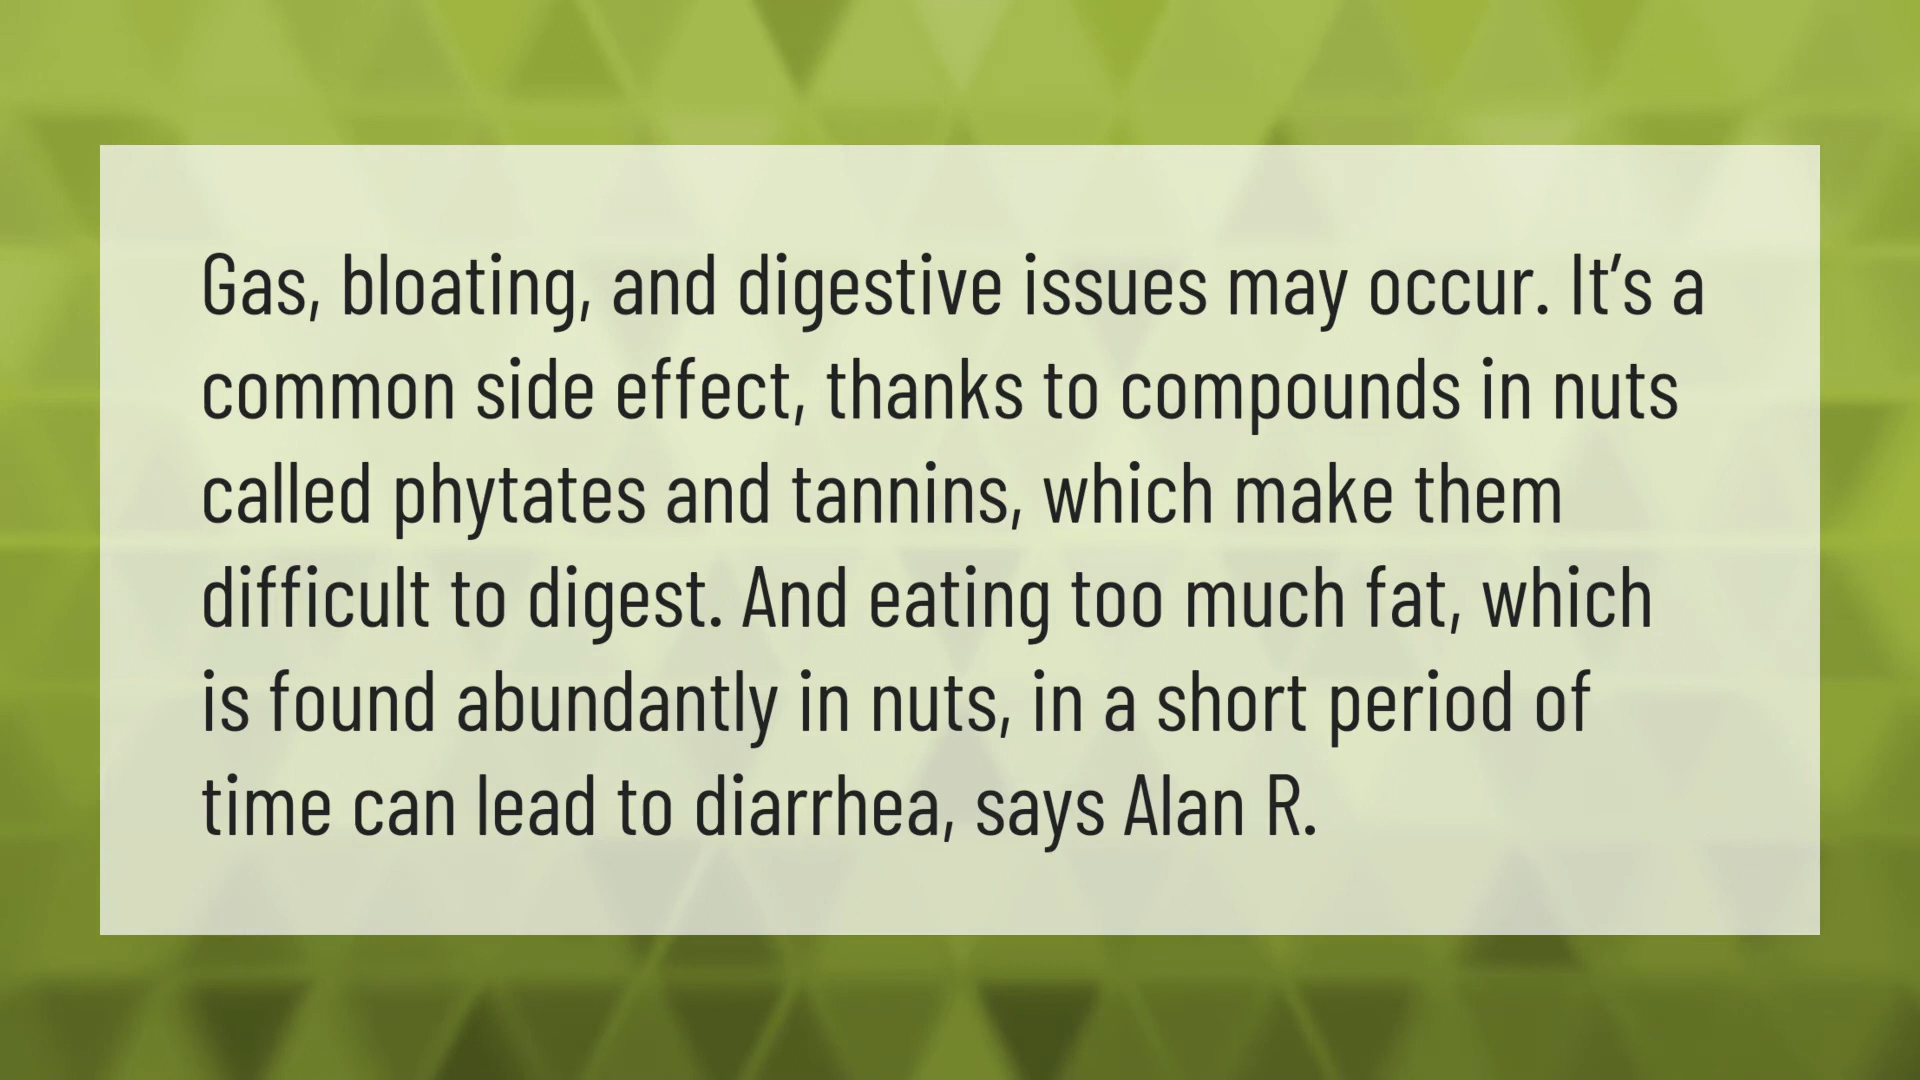 Gas, bloating, and digestive issues may occur. It’s a
common side effect, thanks to compounds in nuts
called phytates and tannins, which make them
difficult to digest. And eating too much fat, which
is found abundantly in nuts, in a short period of
time can lead to diarrhea, says Alan R.